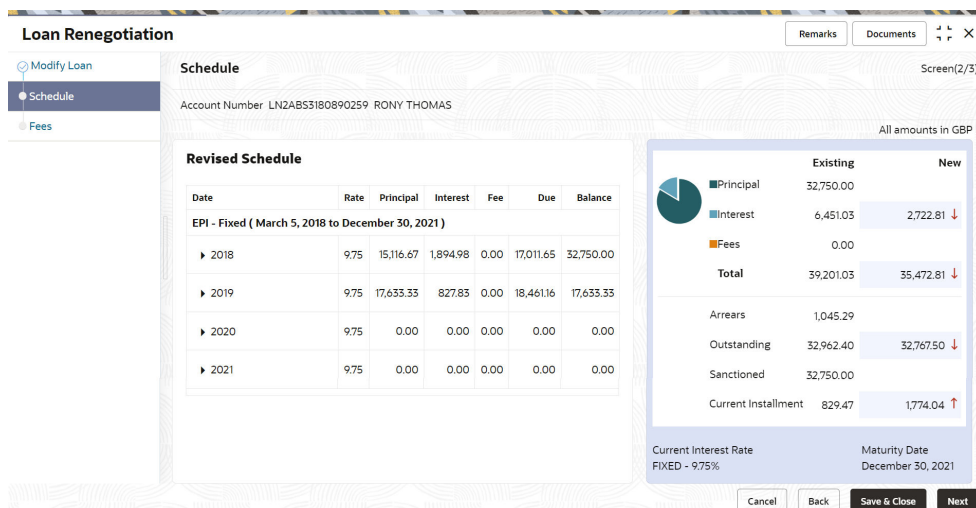 Loan Renegotiation
Remarks
Documents
Modify Loan
Schedule
Fees
Schedule
Screen(2/3)
Account Number LN2ABS3180890259 RONY THOMAS
All amounts in GBP
Revised Schedule
Date Rate Principal Interest Fee Due Balance
EPI - Fixed ( March 5, 2018 to December 30, 2021 )
2018 9.75 15,116.67 1,894.98 0.00 17,011.65 32,750.00
2019 9.75 17,633.33 827.83 0.00 18,461.16 17,633.33
2020 9.75 0.00 0.00 0.00 0.00 0.00
2021 9.75 0.00 0.00 0.00 0.00 0.00
Existing New
Principal 32,750.00
Interest 6,451.03 2,722.81 ↓
Fees 0.00
Total 39,201.03 35,472.81 ↓
Arrears 1,045.29
Outstanding 32,962.40 32,767.50 ↓
Sanctioned 32,750.00
Current Installment 829.47 1,774.04 ↑
Current Interest Rate Maturity Date
FIXED - 9.75% December 30, 2021
Cancel
Back
Save & Close
Next